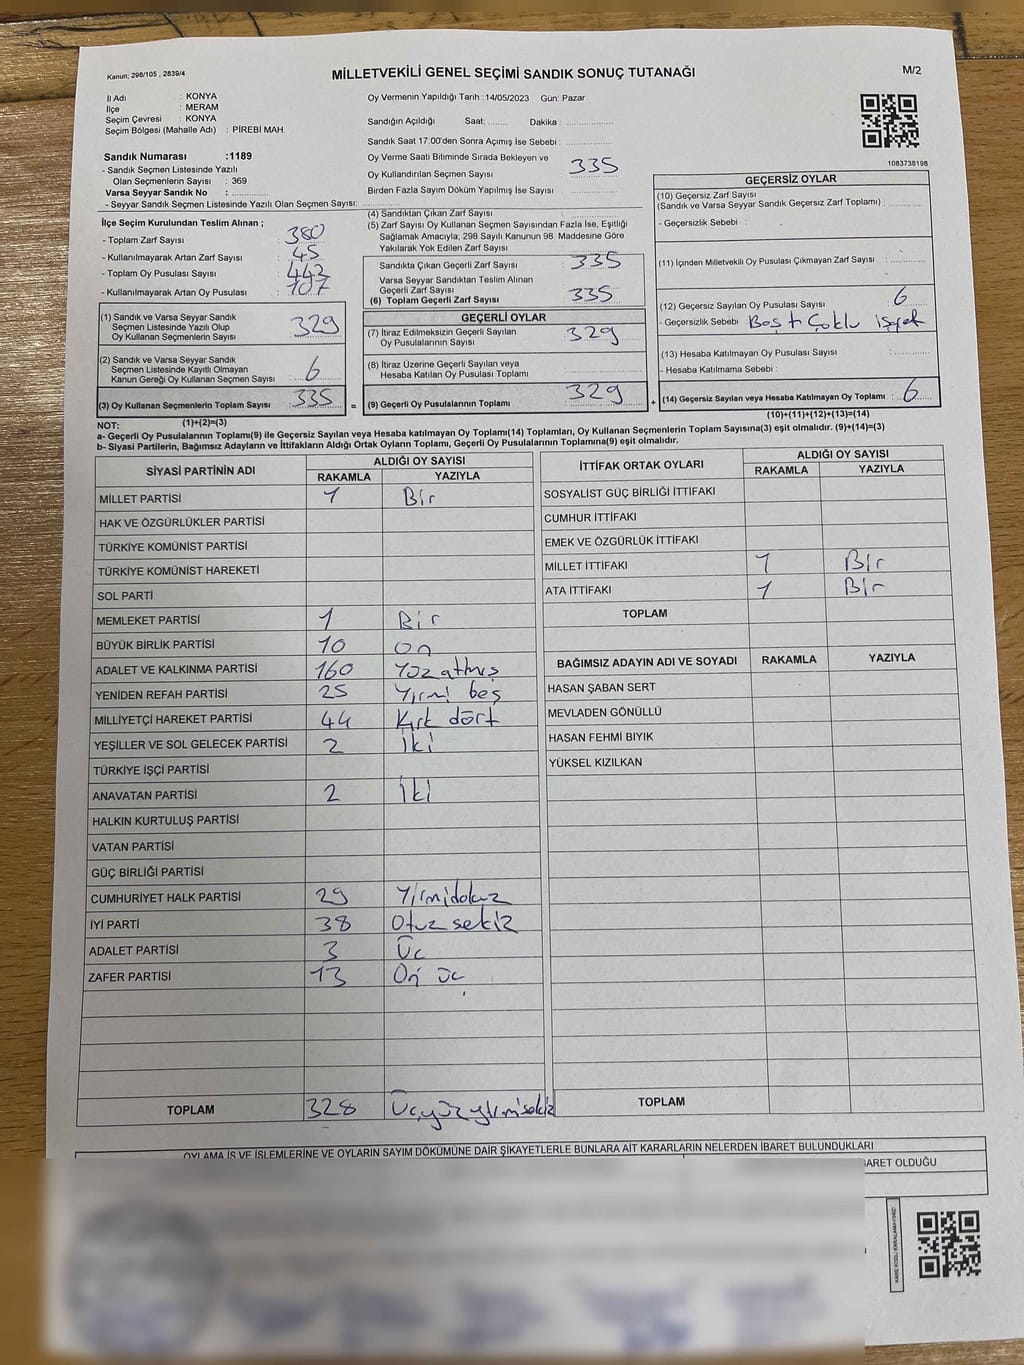 Kanun; 298/105 , 2839/4
MİLLETVEKİLİ GENEL SEÇİMİ SANDIK SONUÇ TUTANAĞI
M/2
İl Adı : KONYA
İlçe : MERAM
Seçim Çevresi : KONYA
Seçim Bölgesi (Mahalle Adı) : PİREBİ MAH.
Sandık Numarası :1189
- Sandık Seçmen Listesinde Yazılı
Olan Seçmenlerin Sayısı : 369
Varsa Seyyar Sandık No : ..............
- Seyyar Sandık Seçmen Listesinde Yazılı Olan Seçmen Sayısı: ..............
Oy Vermenin Yapıldığı Tarih :14/05/2023 Gün: Pazar
Sandığın Açıldığı Saat: ....... Dakika : ..............
Sandık Saat 17:00'den Sonra Açımış İse Sebebi : ..............
Oy Verme Saati Bitiminde Sırada Bekleyen ve
Oy Kullandırılan Seçmen Sayısı 335
Birden Fazla Sayım Döküm Yapılmış İse Sayısı : ..............
1083738198
İlçe Seçim Kurulundan Teslim Alınan ;
- Toplam Zarf Sayısı : 380
- Kullanılmayarak Artan Zarf Sayısı : 45
- Toplam Oy Pusulası Sayısı : 442
- Kullanılmayarak Artan Oy Pusulası : 107
(1) Sandık ve Varsa Seyyar Sandık
Seçmen Listesinde Yazılı Olup
Oy Kullanan Seçmenlerin Sayısı : 329
(2) Sandık ve Varsa Seyyar Sandık
Seçmen Listesinde Kayıtlı Olmayan
Kanun Gereği Oy Kullanan Seçmen Sayısı : 6
(3) Oy Kullanan Seçmenlerin Toplam Sayısı : 335
(1)+(2)=(3)
(4) Sandıktan Çıkan Zarf Sayısı : ..............
(5) Zarf Sayısı Oy Kullanan Seçmen Sayısından Fazla İse, Eşitliği
Sağlamak Amacıyla; 298 Sayılı Kanunun 98. Maddesine Göre
Yakılarak Yok Edilen Zarf Sayısı
Sandıkta Çıkan Geçerli Zarf Sayısı : 335
Varsa Seyyar Sandıktan Teslim Alınan
Geçerli Zarf Sayısı
(6) Toplam Geçerli Zarf Sayısı : 335
GEÇERLİ OYLAR
(7) İtiraz Edilmeksizin Geçerli Sayılan
Oy Pusulalarının Sayısı : 329
(8) İtiraz Üzerine Geçerli Sayılan veya
Hesaba Katılan Oy Pusulası Toplamı : ..............
= (9) Geçerli Oy Pusulalarının Toplamı : 329
GEÇERSİZ OYLAR
(10) Geçersiz Zarf Sayısı
(Sandık ve Varsa Seyyar Sandık Geçersiz Zarf Toplamı) : ..............
- Geçersizlik Sebebi :
(11) İçinden Milletvekili Oy Pusulası Çıkmayan Zarf Sayısı : ..............
(12) Geçersiz Sayılan Oy Pusulası Sayısı : 6
- Geçersizlik Sebebi : Boş + Çoklu işaret
(13) Hesaba Katılmayan Oy Pusulası Sayısı : ..............
- Hesaba Katılmama Sebebi :
+ (14) Geçersiz Sayılan veya Hesaba Katılmayan Oy Toplamı : 6
(10)+(11)+(12)+(13)=(14)
NOT:
a- Geçerli Oy Pusulalarının Toplamı(9) ile Geçersiz Sayılan veya Hesaba katılmayan Oy Toplamı(14) Toplamları, Oy Kullanan Seçmenlerin Toplam Sayısına(3) eşit olmalıdır. (9)+(14)=(3)
b- Siyasi Partilerin, Bağımsız Adayların ve İttifakların Aldığı Ortak Oyların Toplamı, Geçerli Oy Pusulalarının Toplamına(9) eşit olmalıdır.
SİYASİ PARTİNİN ADI ALDIĞI OY SAYISI
RAKAMLA YAZIYLA
MİLLET PARTİSİ 1 Bir
HAK VE ÖZGÜRLÜKLER PARTİSİ
TÜRKİYE KOMÜNİST PARTİSİ
TÜRKİYE KOMÜNİST HAREKETİ
SOL PARTİ
MEMLEKET PARTİSİ 1 Bir
BÜYÜK BİRLİK PARTİSİ 10 On
ADALET VE KALKINMA PARTİSİ 160 Yüz atmış
YENİDEN REFAH PARTİSİ 25 Yirmi beş
MİLLİYETÇİ HAREKET PARTİSİ 44 Kırk dört
YEŞİLLER VE SOL GELECEK PARTİSİ 2 İki
TÜRKİYE İŞÇİ PARTİSİ
ANAVATAN PARTİSİ 2 İki
HALKIN KURTULUŞ PARTİSİ
VATAN PARTİSİ
GÜÇ BİRLİĞİ PARTİSİ
CUMHURİYET HALK PARTİSİ 29 Yirmidokuz
İYİ PARTİ 38 Otuz sekiz
ADALET PARTİSİ 3 Üç
ZAFER PARTİSİ 13 On üç
TOPLAM 328 Üçyüzyirmisekiz
İTTİFAK ORTAK OYLARI ALDIĞI OY SAYISI
RAKAMLA YAZIYLA
SOSYALİST GÜÇ BİRLİĞİ İTTİFAKI
CUMHUR İTTİFAKI
EMEK VE ÖZGÜRLÜK İTTİFAKI
MİLLET İTTİFAKI 1 Bir
ATA İTTİFAKI 1 Bir
TOPLAM
BAĞIMSIZ ADAYIN ADI VE SOYADI RAKAMLA YAZIYLA
HASAN ŞABAN SERT
MEVLADEN GÖNÜLLÜ
HASAN FEHMİ BIYIK
YÜKSEL KIZILKAN
TOPLAM
OYLAMA İŞ VE İŞLEMLERİNE VE OYLARIN SAYIM DÖKÜMÜNE DAİR ŞİKAYETLERLE BUNLARA AİT KARARLARIN NELERDEN İBARET BULUNDUKLARI
BARET OLDUĞU